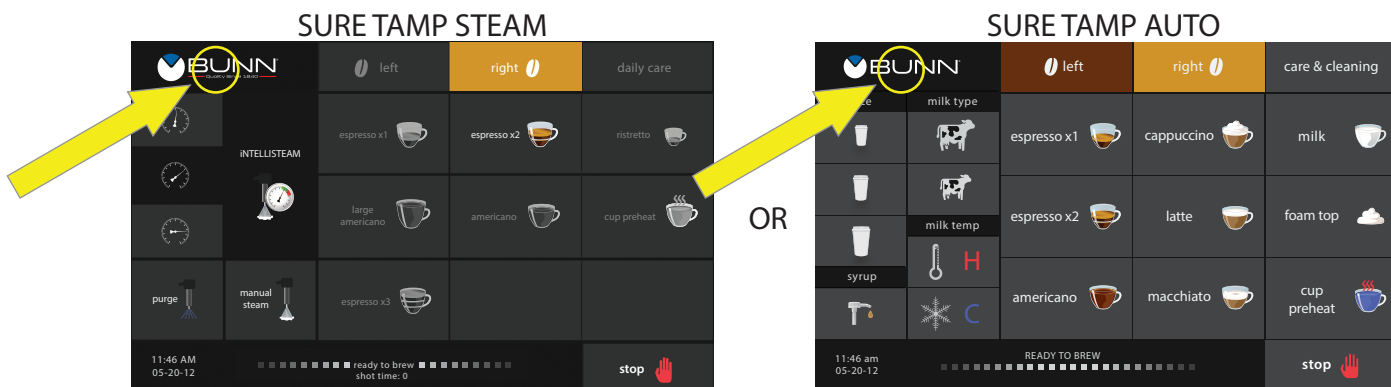 SURE TAMP STEAM
BUNN
Quality Since 1840
left
right
daily care
espresso x1
espresso x2
ristretto
iNTELLISTEAM
large
americano
americano
cup preheat
purge
manual
steam
espresso x3
11:46 AM
05-20-12
ready to brew
shot time: 0
stop
OR
SURE TAMP AUTO
BUNN
left
right
care & cleaning
milk type
espresso x1
cappuccino
milk
espresso x2
latte
foam top
milk temp
H
syrup
americano
macchiato
cup
preheat
C
11:46 am
05-20-12
READY TO BREW
stop